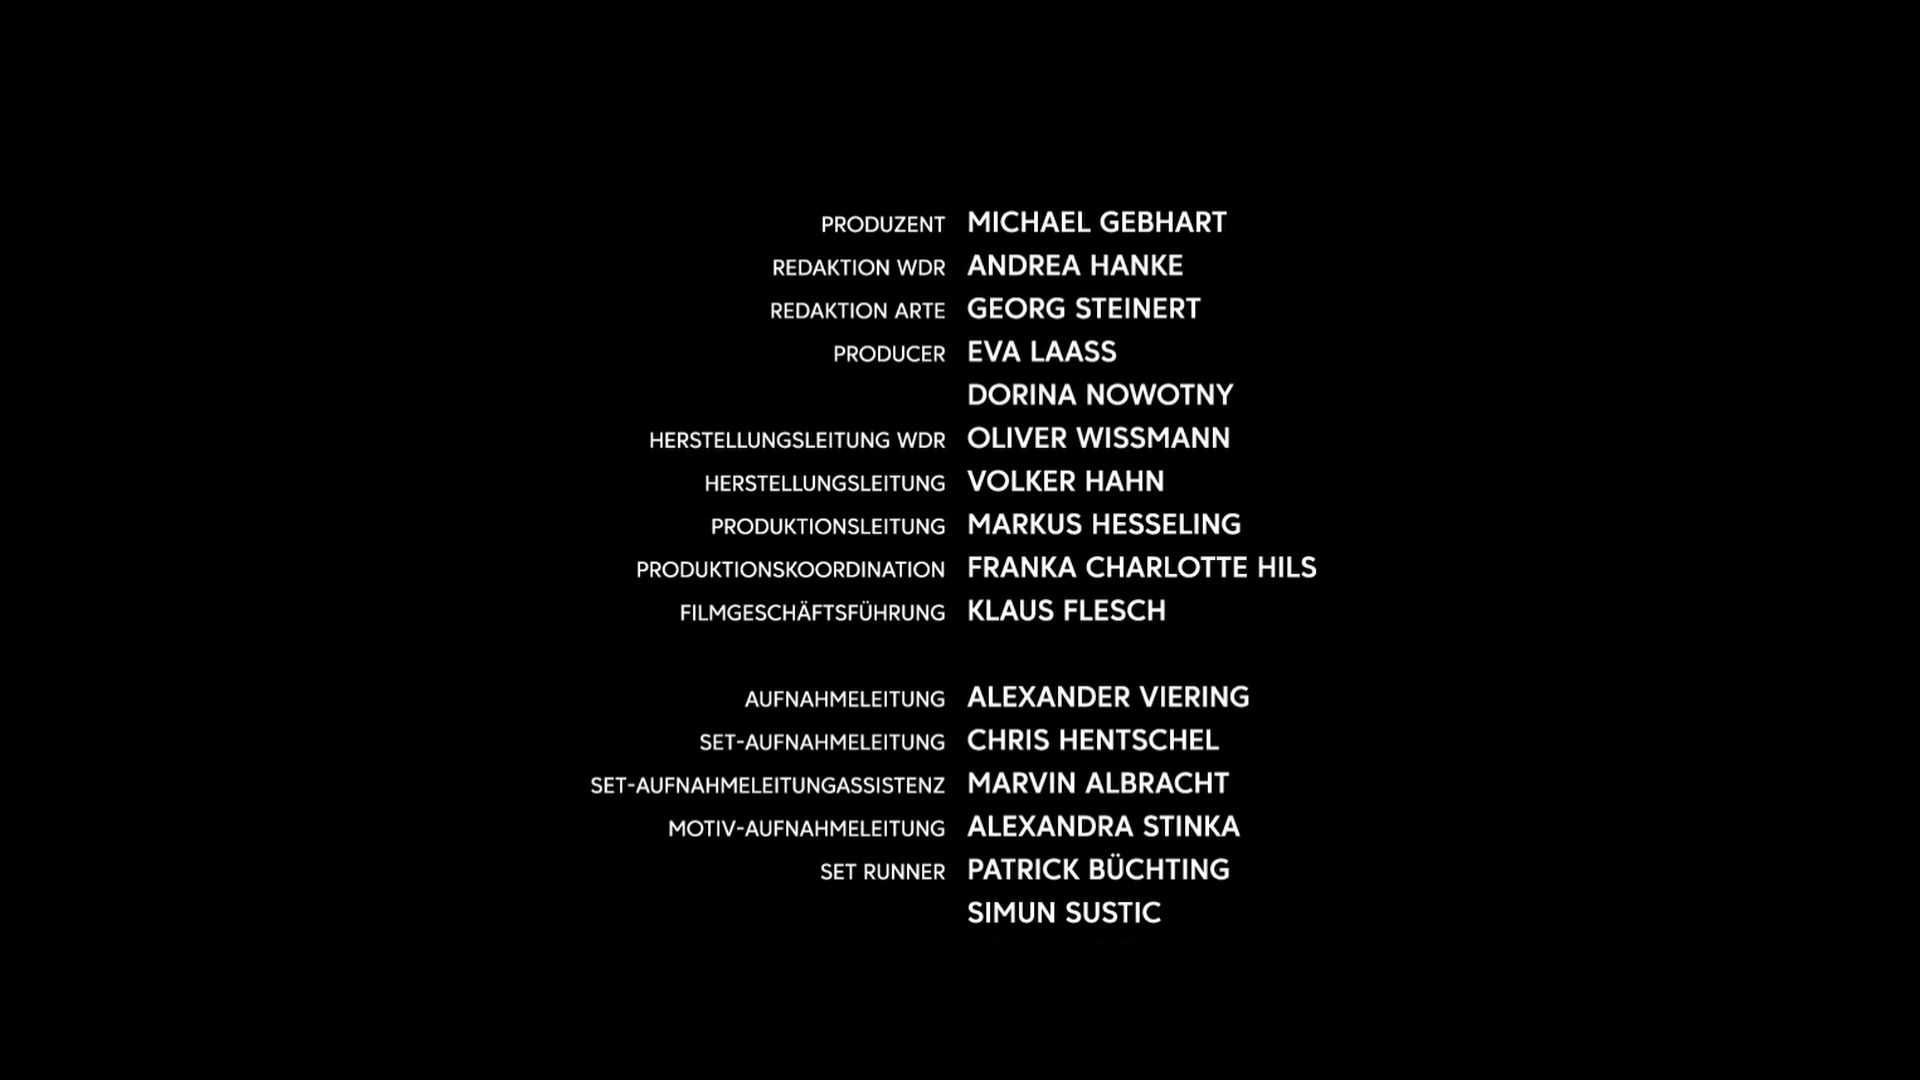 PRODUZENT MICHAEL GEBHART
REDAKTION WDR ANDREA HANKE
REDAKTION ARTE GEORG STEINERT
PRODUCER EVA LAASS
DORINA NOWOTNY
HERSTELLUNGSLEITUNG WDR OLIVER WISSMANN
HERSTELLUNGSLEITUNG VOLKER HAHN
PRODUKTIONSLEITUNG MARKUS HESSELING
PRODUKTIONSKOORDINATION FRANKA CHARLOTTE HILS
FILMGESCHÄFTSFÜHRUNG KLAUS FLESCH
AUFNAHMELEITUNG ALEXANDER VIERING
SET-AUFNAHMELEITUNG CHRIS HENTSCHEL
SET-AUFNAHMELEITUNGASSISTENZ MARVIN ALBRACHT
MOTIV-AUFNAHMELEITUNG ALEXANDRA STINKA
SET RUNNER PATRICK BÜCHTING
SIMUN SUSTIC